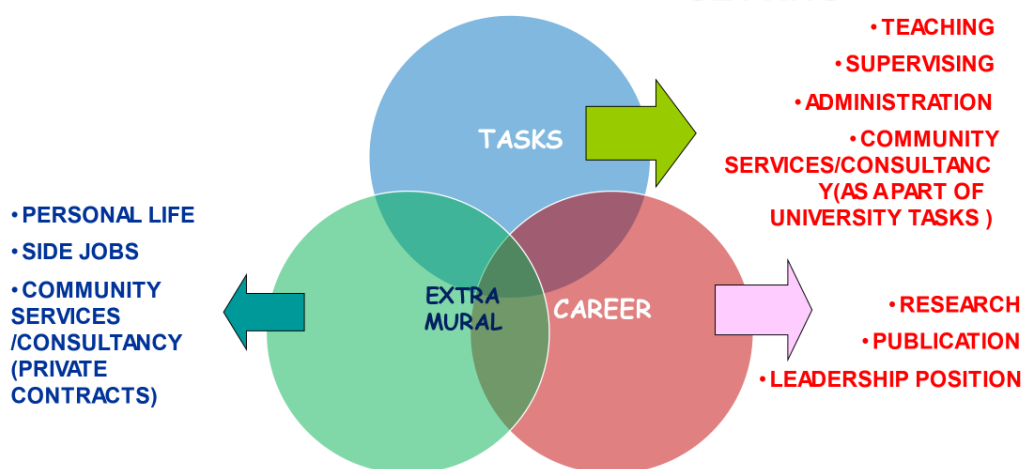 • TEACHING
• SUPERVISING
• ADMINISTRATION
• COMMUNITY
SERVICES/CONSULTANC
Y(AS A PART OF
UNIVERSITY TASKS )
TASKS
• PERSONAL LIFE
• SIDE JOBS
• COMMUNITY
SERVICES
/CONSULTANCY
(PRIVATE
CONTRACTS)
EXTRA
MURAL
CAREER
• RESEARCH
• PUBLICATION
• LEADERSHIP POSITION